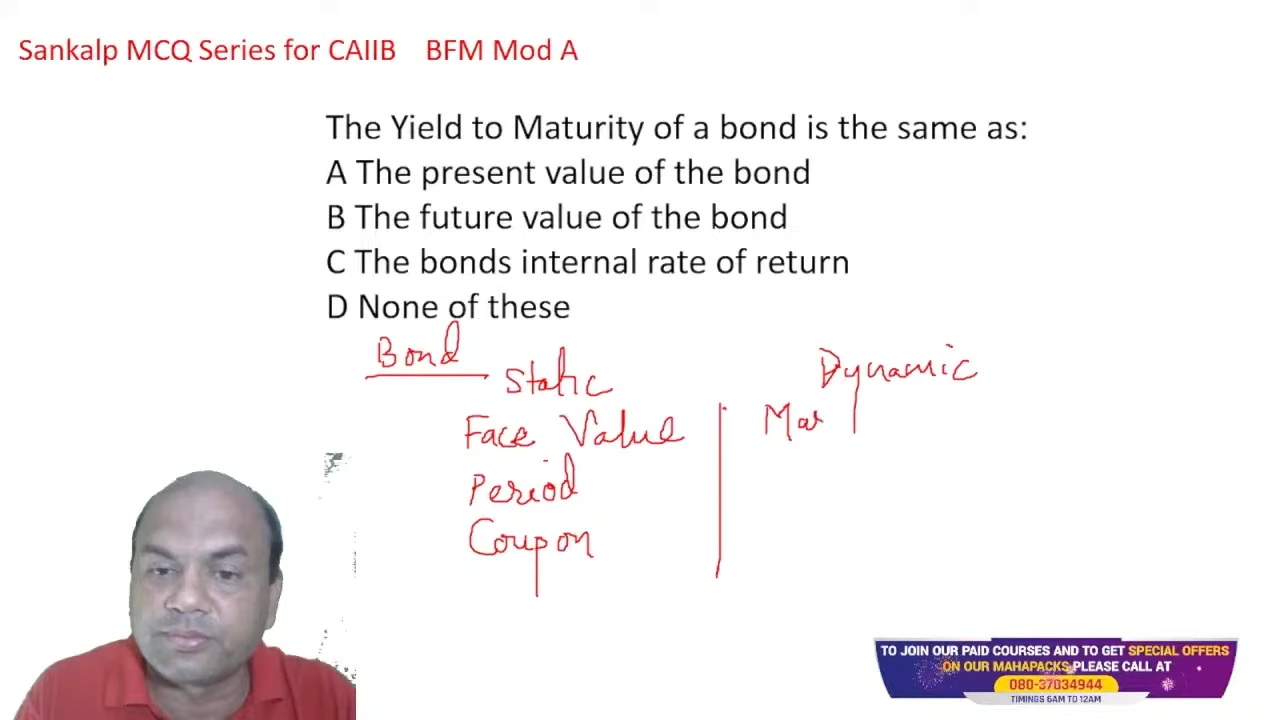 Sankalp MCQ Series for CAIIB BFM Mod A
The Yield to Maturity of a bond is the same as:
A The present value of the bond
B The future value of the bond
C The bonds internal rate of return
D None of these
Bond
Static
Dynamic
Face Value
Mar
Period
Coupon
TO JOIN OUR PAID COURSES AND TO GET SPECIAL OFFERS
ON OUR MAHAPACKS PLEASE CALL AT
080-37034944
TIMINGS 6AM TO 12AM